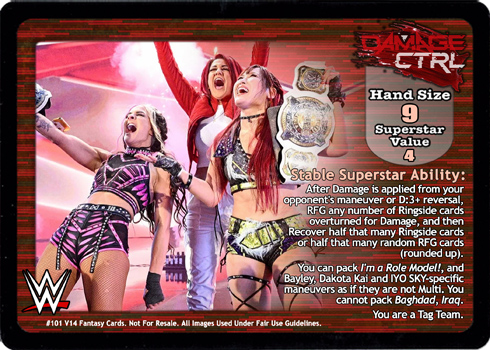 DAMAGE
CTRL
Hand Size
9
Superstar
Value
4
Stable Superstar Ability:
After Damage is applied from your
opponent's maneuver or D:3+ reversal,
RFG any number of Ringside cards
overturned for Damage, and then
Recover half that many Ringside cards
or half that many random RFG cards
(rounded up).
You can pack I'm a Role Model!, and
Bayley, Dakota Kai and IYO SKY-specific
maneuvers as if they are not Multi. You
cannot pack Baghdad, Iraq.
You are a Tag Team.
W
#101 V14 Fantasy Cards. Not For Resale. All Images Used Under Fair Use Guidelines.